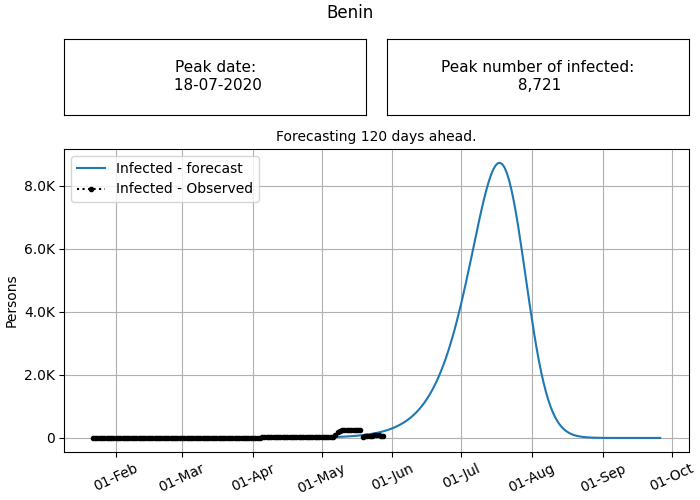 Benin
Peak date:
18-07-2020
Peak number of infected:
8,721
Forecasting 120 days ahead.
Infected - forecast
Infected - Observed
8.0K
6.0K
4.0K
2.0K
0
Persons
01-Feb
01-Mar
01-Apr
01-May
01-Jun
01-Jul
01-Aug
01-Sep
01-Oct